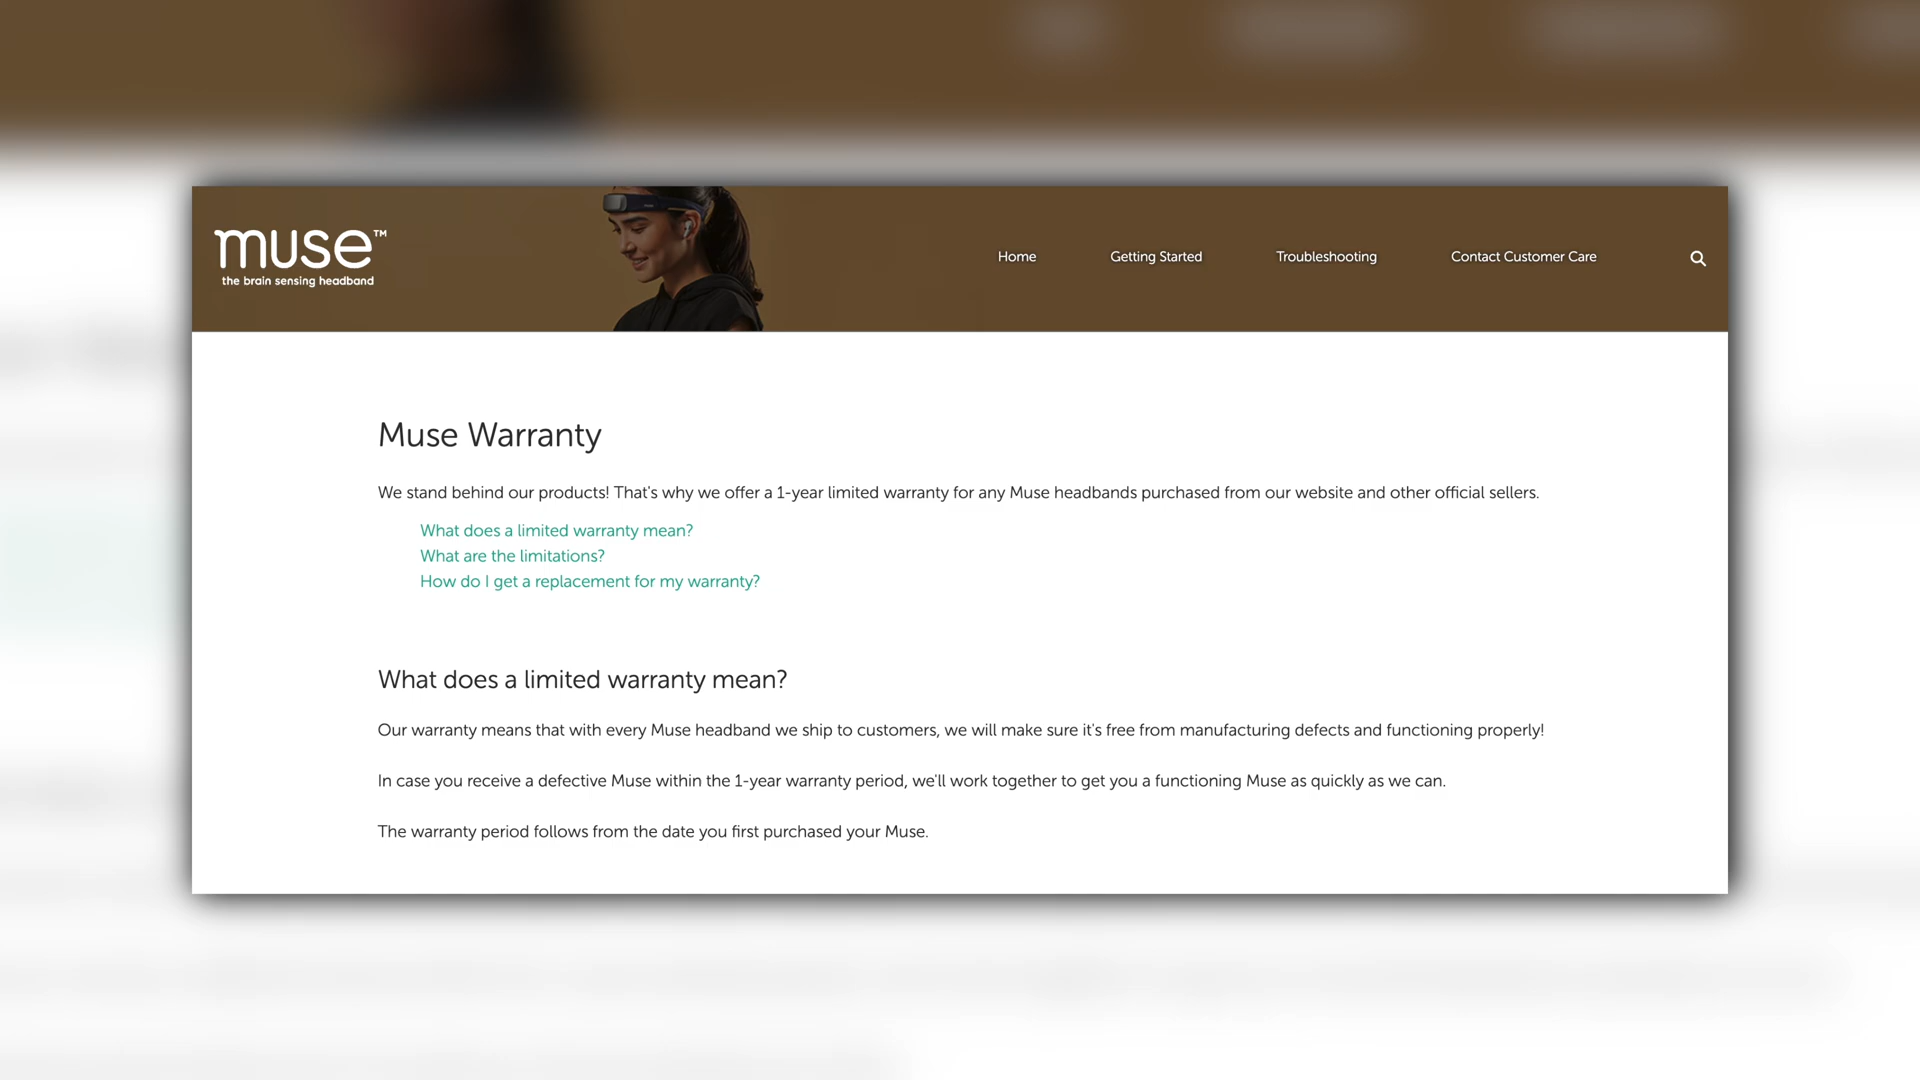 muse™
the brain sensing headband
Home
Getting Started
Troubleshooting
Contact Customer Care
Muse Warranty
We stand behind our products! That's why we offer a 1-year limited warranty for any Muse headbands purchased from our website and other official sellers.
What does a limited warranty mean?
What are the limitations?
How do I get a replacement for my warranty?
What does a limited warranty mean?
Our warranty means that with every Muse headband we ship to customers, we will make sure it's free from manufacturing defects and functioning properly!
In case you receive a defective Muse within the 1-year warranty period, we'll work together to get you a functioning Muse as quickly as we can.
The warranty period follows from the date you first purchased your Muse.